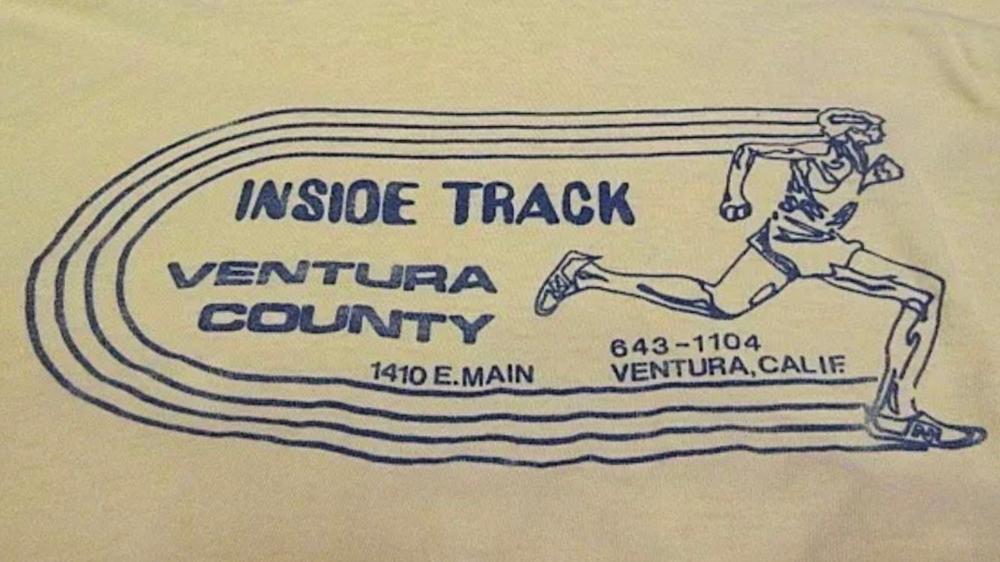 INSIDE TRACK
VENTURA
COUNTY
1410 E. MAIN
643-1104
VENTURA, CALIF.